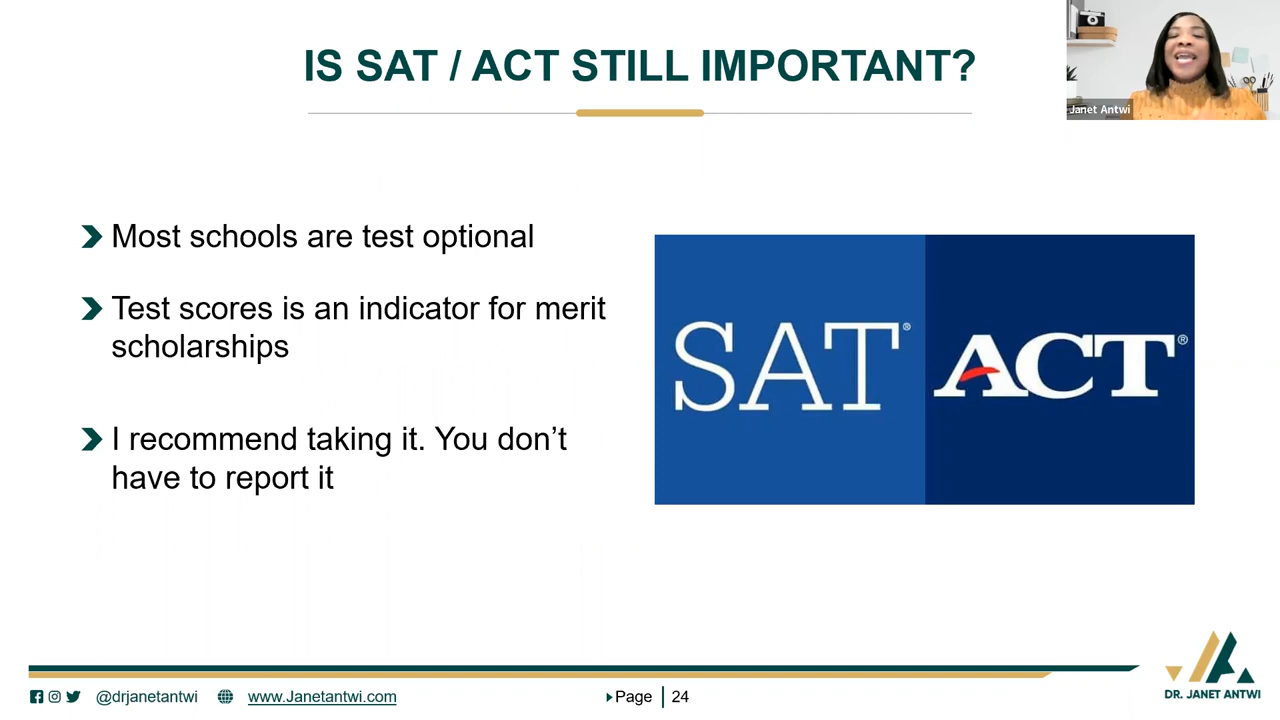 IS SAT / ACT STILL IMPORTANT?
Janet Antwi
Most schools are test optional
Test scores is an indicator for merit
scholarships
I recommend taking it. You don’t
have to report it
SAT®
ACT®
@drjanetantwi
www.Janetantwi.com
Page
24
DR. JANET ANTWI